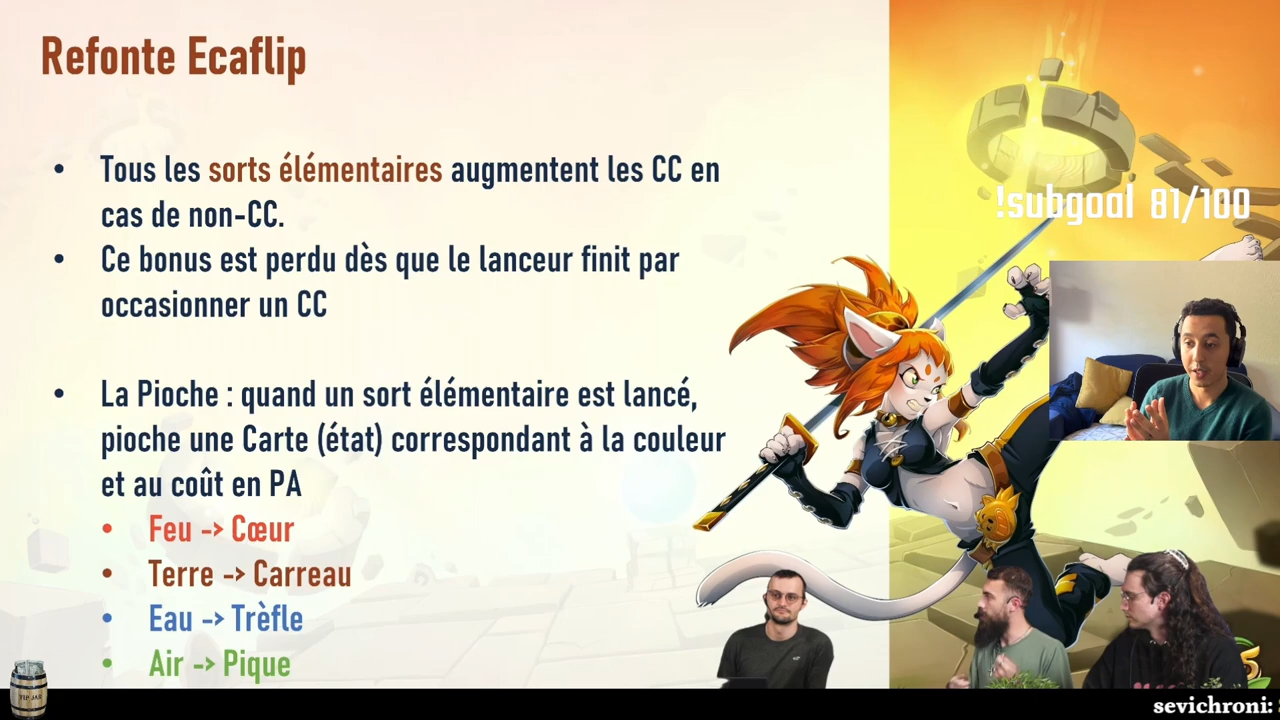 Refonte Ecaflip
• Tous les sorts élémentaires augmentent les CC en
cas de non-CC.
• Ce bonus est perdu dès que le lanceur finit par
occasionner un CC
• La Pioche : quand un sort élémentaire est lancé,
pioche une Carte (état) correspondant à la couleur
et au coût en PA
• Feu -> Cœur
• Terre -> Carreau
• Eau -> Trèfle
• Air -> Pique
!subgoal 81/100
TIP JAR
sevichroni: